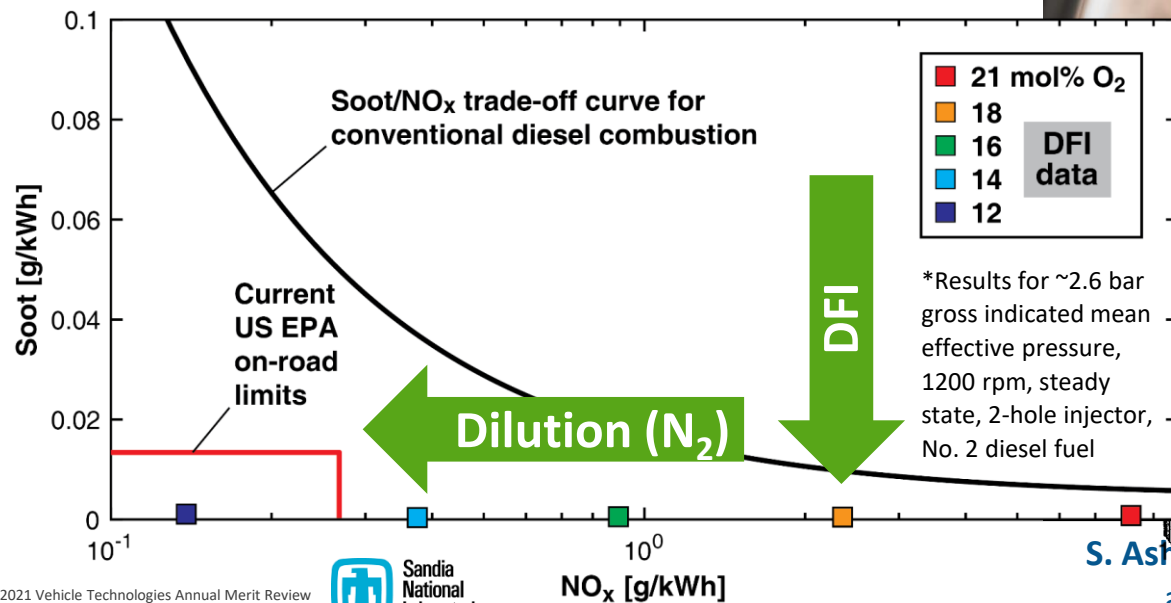 0.1
0.08
0.06
0.04
0.02
0
Soot [g/kWh]
Soot/NOx trade-off curve for
conventional diesel combustion
Current
US EPA
on-road
limits
Dilution (N2)
DFI
21 mol% O2
18
16
14
12
DFI
data
*Results for ~2.6 bar
gross indicated mean
effective pressure,
1200 rpm, steady
state, 2-hole injector,
No. 2 diesel fuel
10-1
100
NOx [g/kWh]
2021 Vehicle Technologies Annual Merit Review
Sandia
National
S. Ash